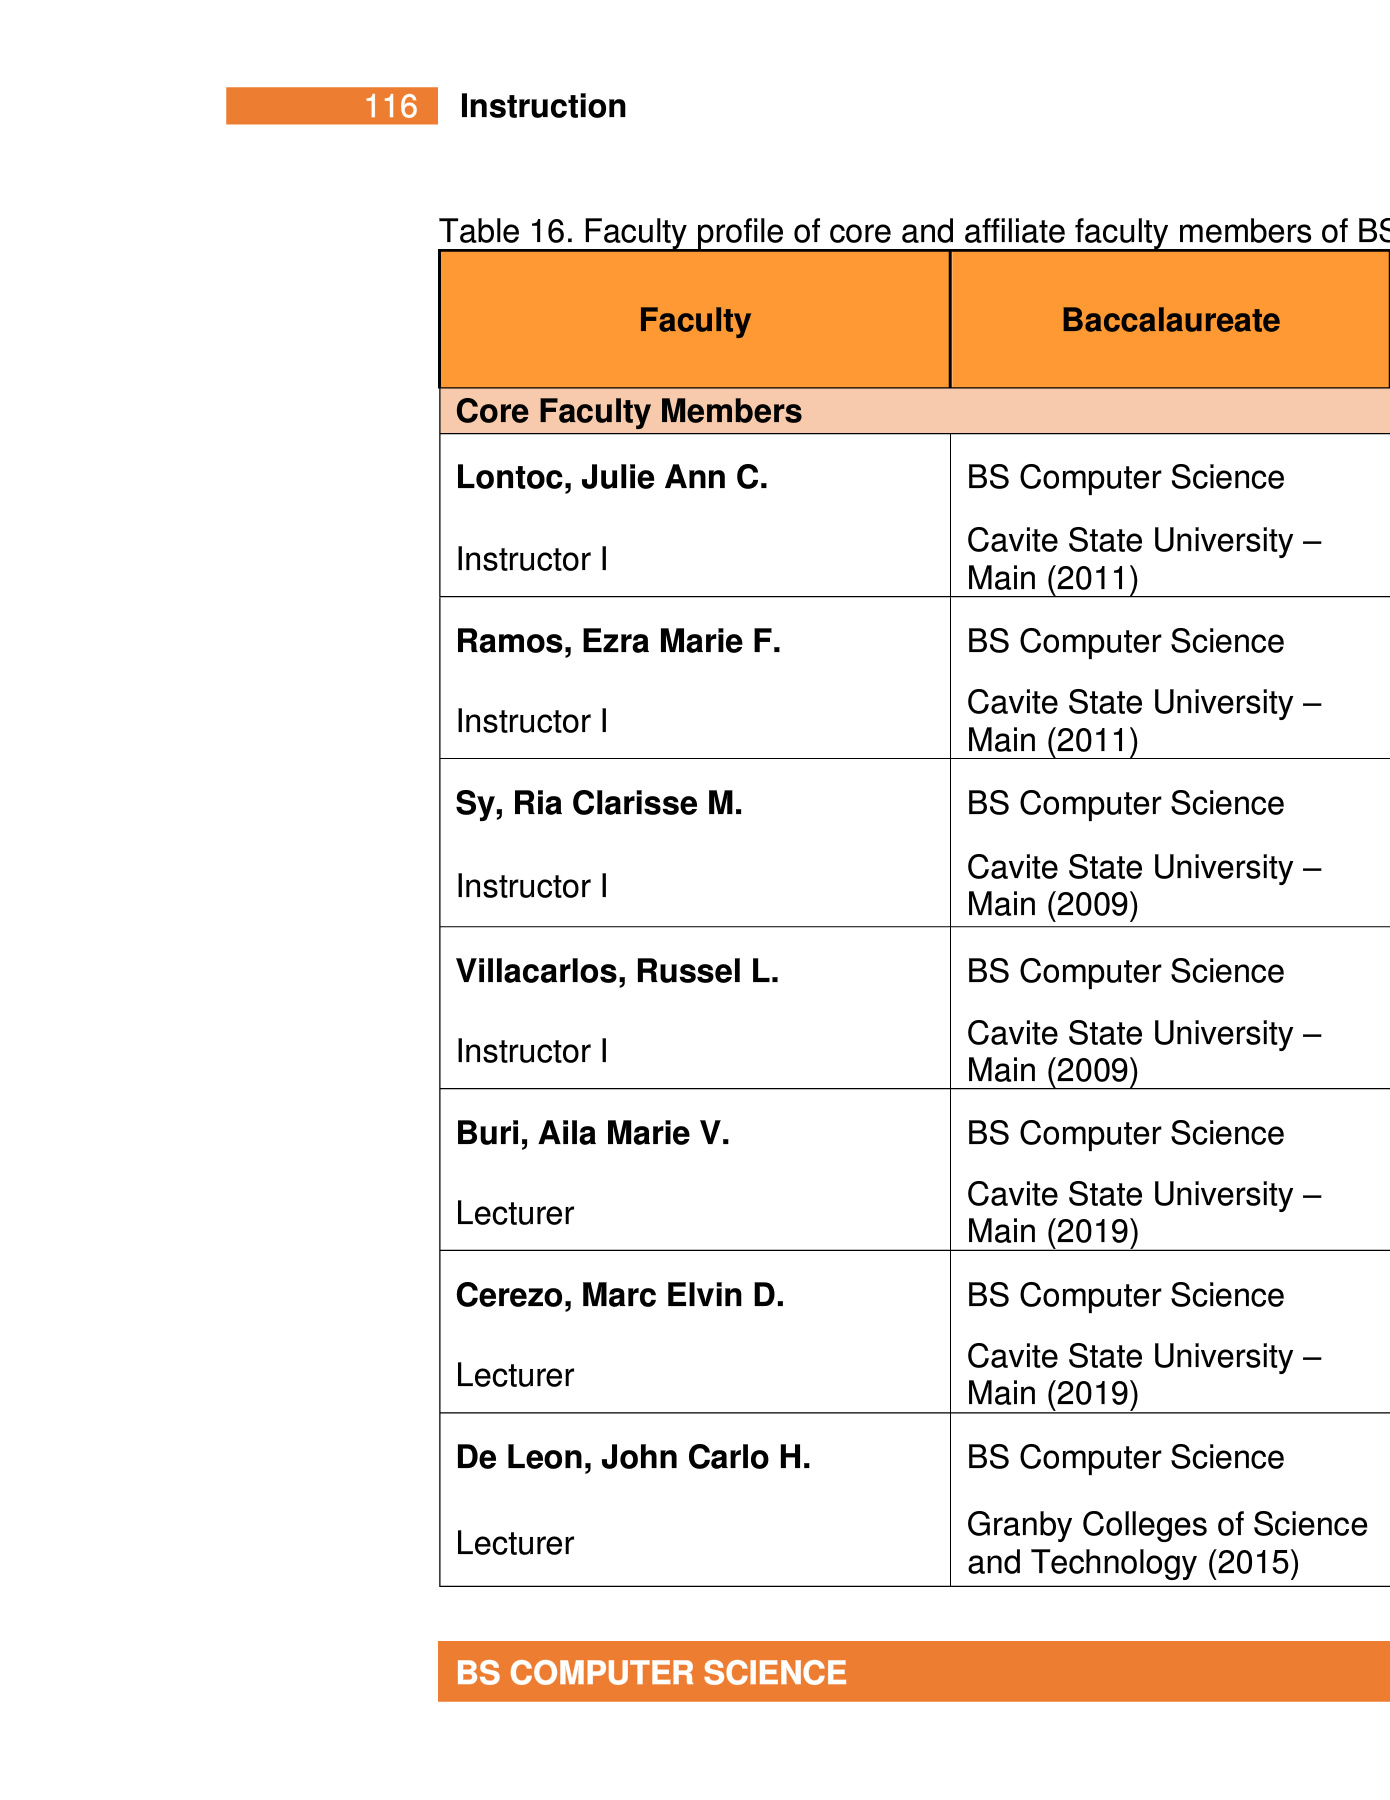 116 Instruction
Table 16. Faculty profile of core and affiliate faculty members of BS
Faculty Baccalaureate
Core Faculty Members
Lontoc, Julie Ann C. BS Computer Science
Instructor I Cavite State University –
Main (2011)
Ramos, Ezra Marie F. BS Computer Science
Instructor I Cavite State University –
Main (2011)
Sy, Ria Clarisse M. BS Computer Science
Instructor I Cavite State University –
Main (2009)
Villacarlos, Russel L. BS Computer Science
Instructor I Cavite State University –
Main (2009)
Buri, Aila Marie V. BS Computer Science
Lecturer Cavite State University –
Main (2019)
Cerezo, Marc Elvin D. BS Computer Science
Lecturer Cavite State University –
Main (2019)
De Leon, John Carlo H. BS Computer Science
Lecturer Granby Colleges of Science
and Technology (2015)
BS COMPUTER SCIENCE